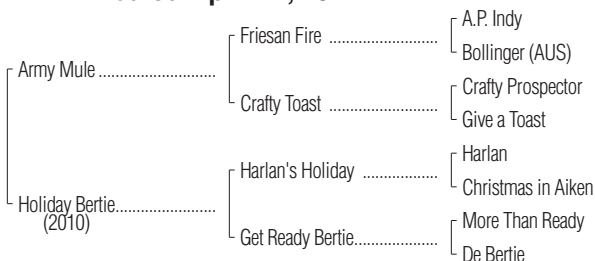 A.P. Indy
Friesan Fire ..........................
Bollinger (AUS)
Army Mule ............................
Crafty Prospector
Crafty Toast ..........................
Give a Toast
Harlan
Harlan's Holiday ..................
Christmas in Aiken
Holiday Bertie........................
(2010)
More Than Ready
Get Ready Bertie....................
De Bertie